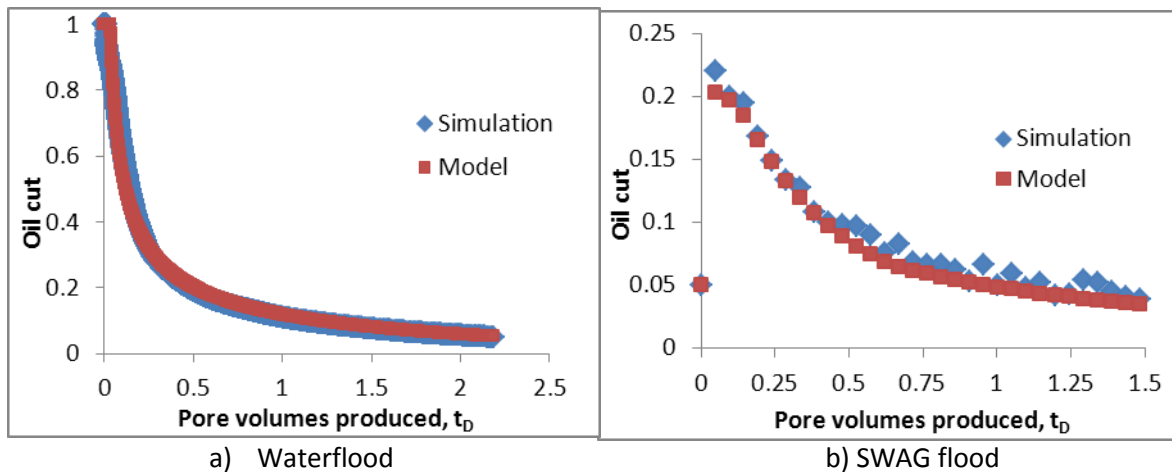 1
0.8
0.6
0.4
0.2
0
Oil cut
Simulation
Model
0 0.5 1 1.5 2 2.5
Pore volumes produced, tD
a) Waterflood
0.25
0.2
0.15
0.1
0.05
0
Oil cut
Simulation
Model
0 0.25 0.5 0.75 1 1.25 1.5
Pore volumes produced, tD
b) SWAG flood